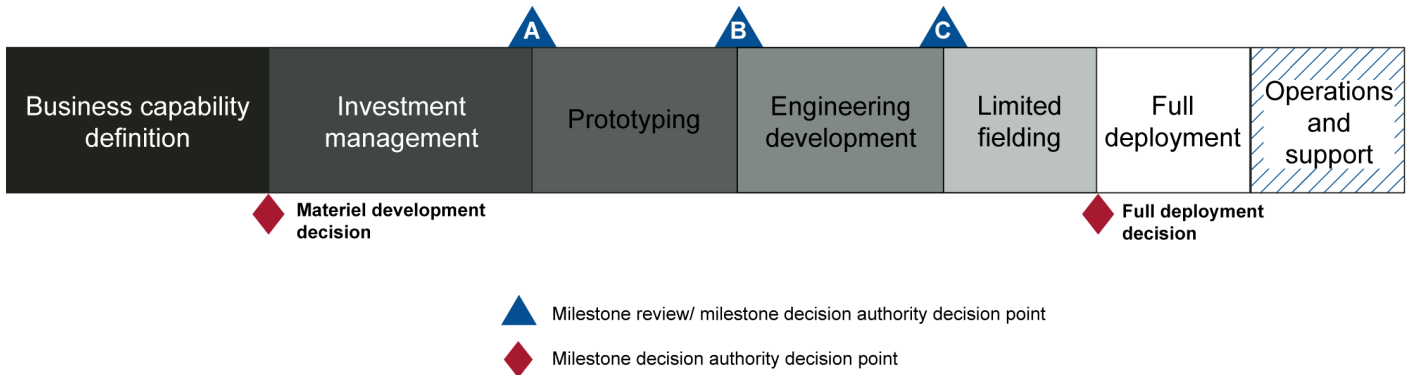 A
B
C
Business capability
definition
Investment
management
Prototyping
Engineering
development
Limited
fielding
Full
deployment
Operations
and
support
Materiel development
decision
Full deployment
decision
Milestone review/ milestone decision authority decision point
Milestone decision authority decision point